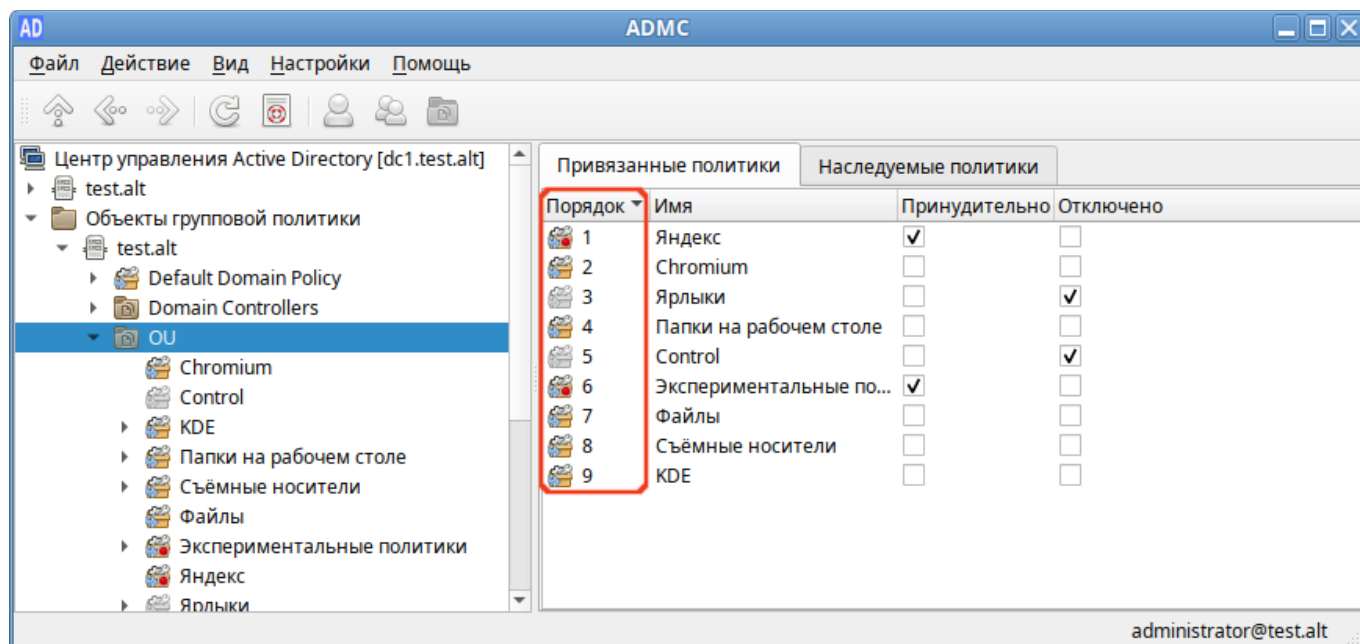 AD ADMC
Файл Действие Вид Настройки Помощь
Центр управления Active Directory [dc1.test.alt]
test.alt
Объекты групповой политики
test.alt
Default Domain Policy
Domain Controllers
OU
Chromium
Control
KDE
Папки на рабочем столе
Съёмные носители
Файлы
Экспериментальные политики
Яндекс
Ярлыки
Привязанные политики Наследуемые политики
Порядок Имя Принудительно Отключено
1 Яндекс
2 Chromium
3 Ярлыки
4 Папки на рабочем столе
5 Control
6 Экспериментальные по...
7 Файлы
8 Съёмные носители
9 KDE
administrator@test.alt